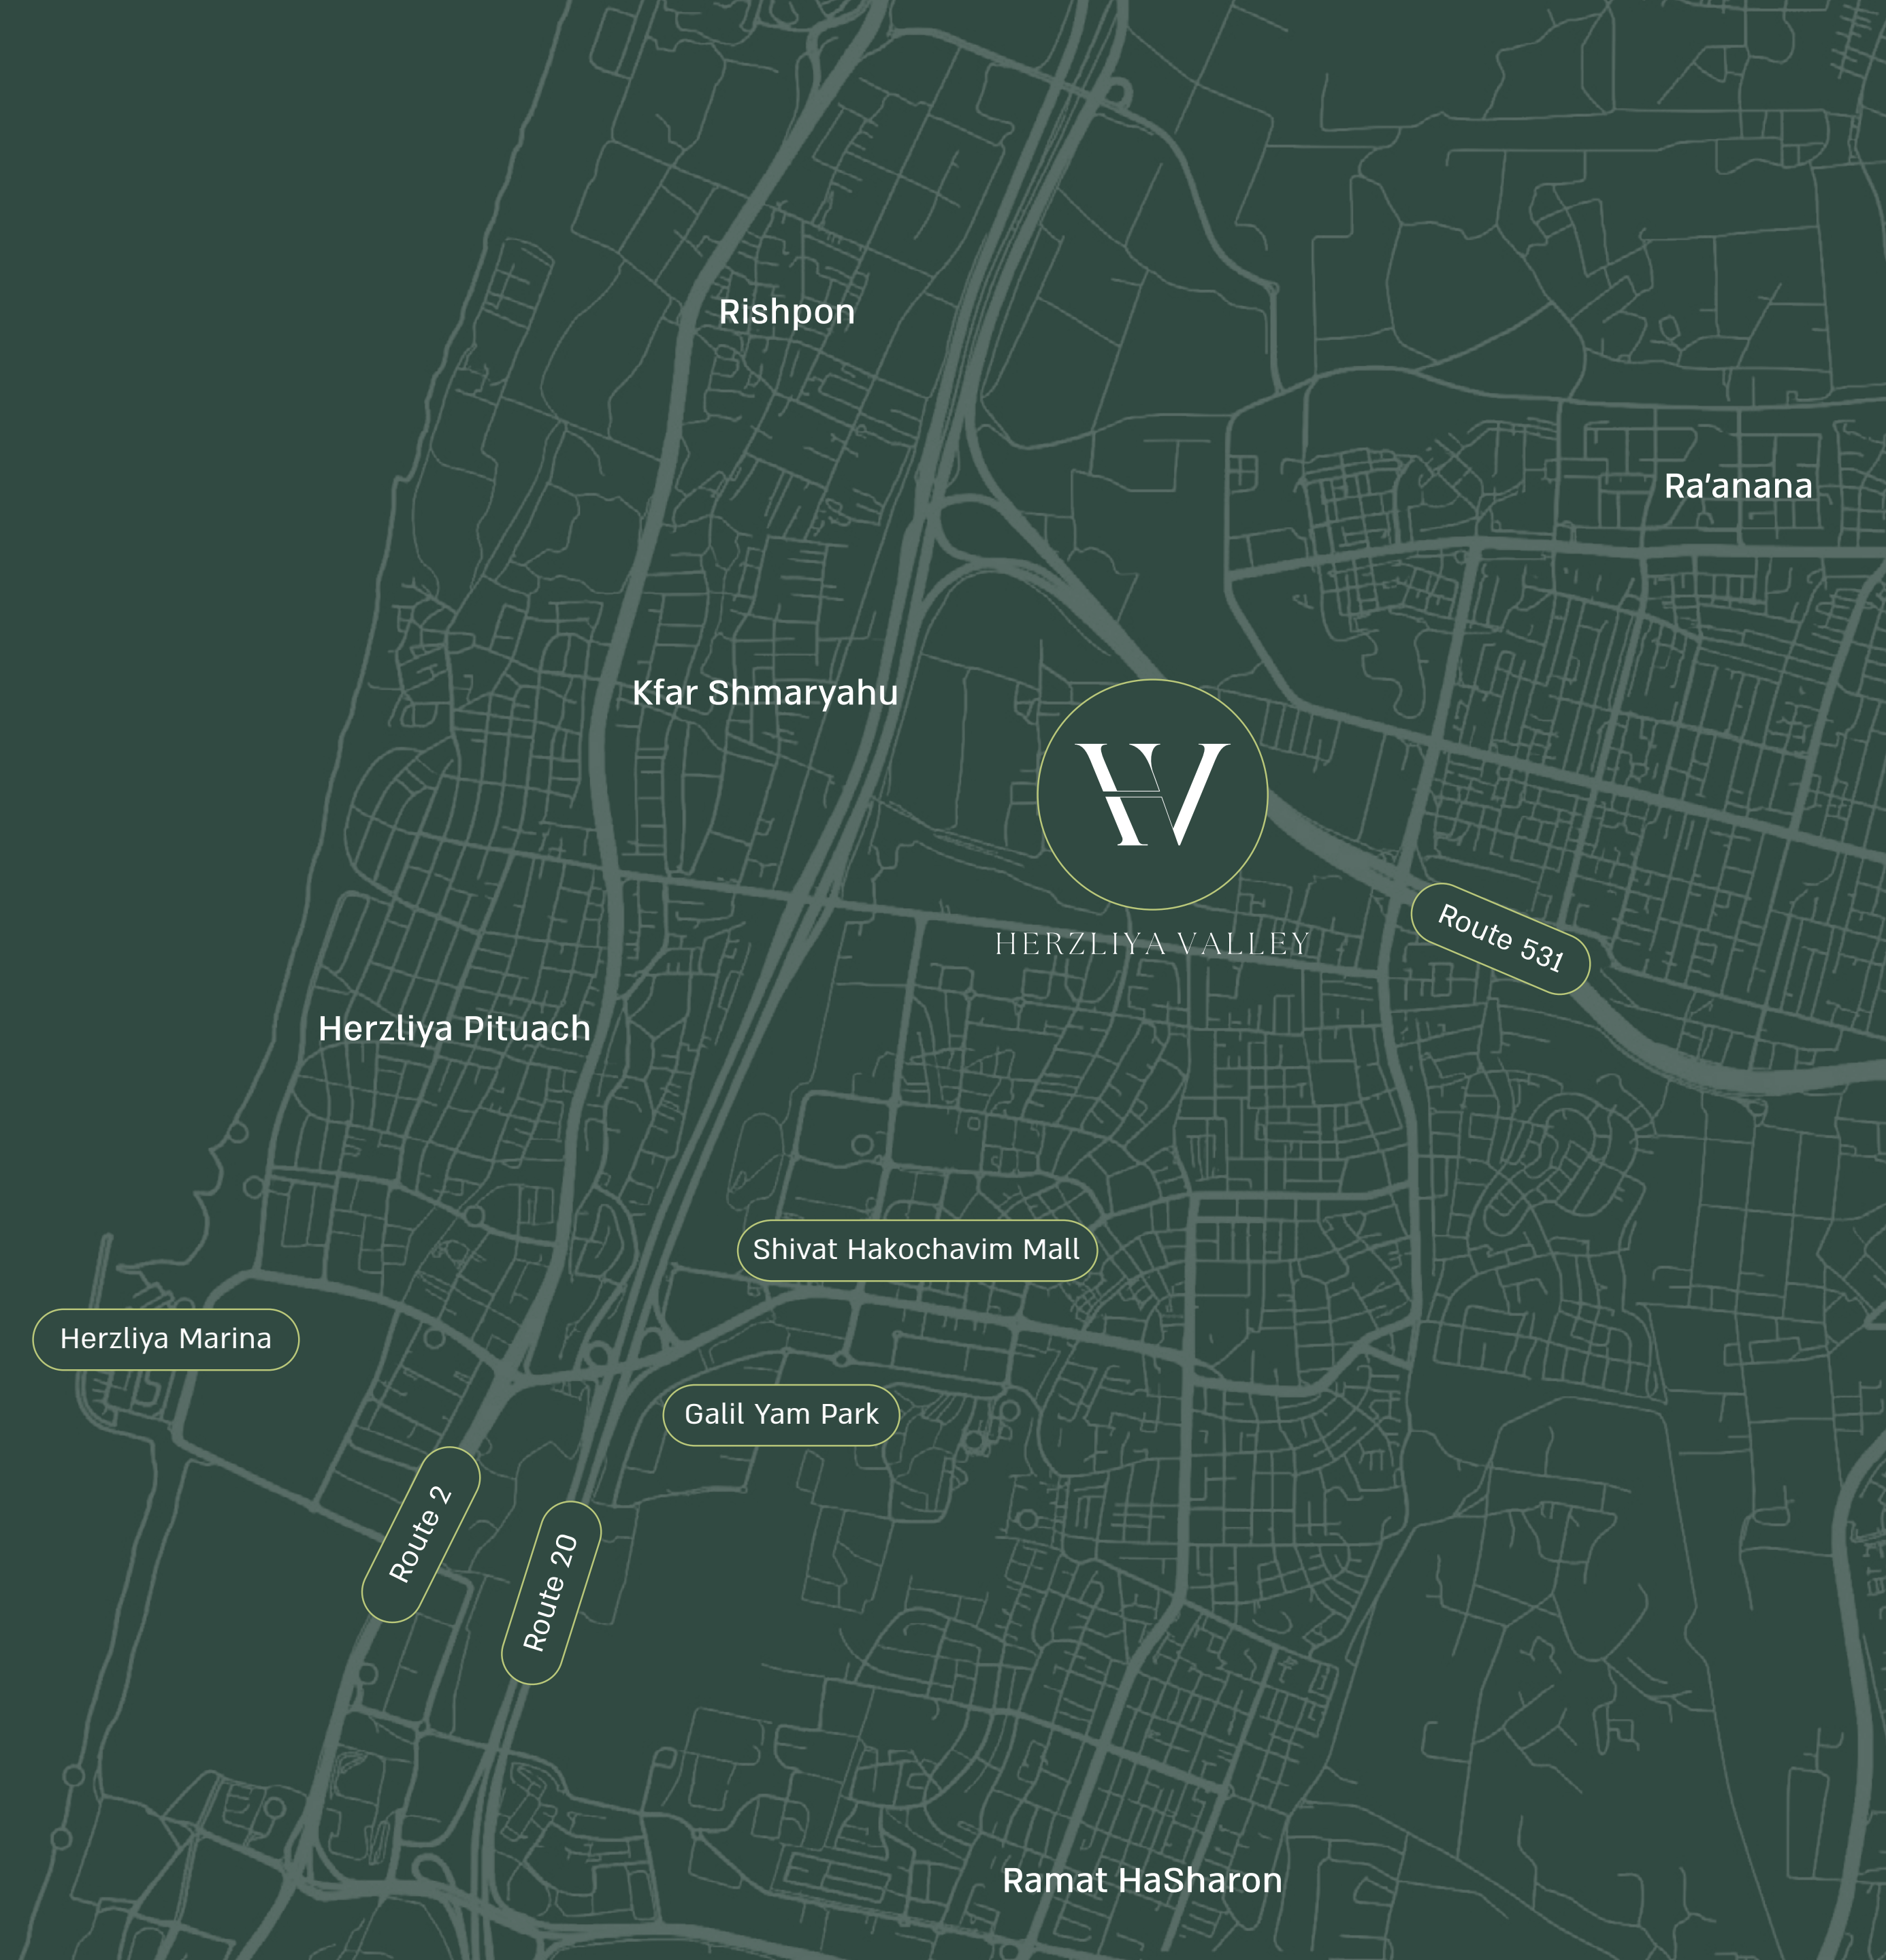 Rishpon
Ra’anana
Kfar Shmaryahu
HV
HERZLIYA VALLEY
Route 531
Herzliya Pituach
Shivat Hakochavim Mall
Herzliya Marina
Galil Yam Park
Route 2
Route 20
Ramat HaSharon